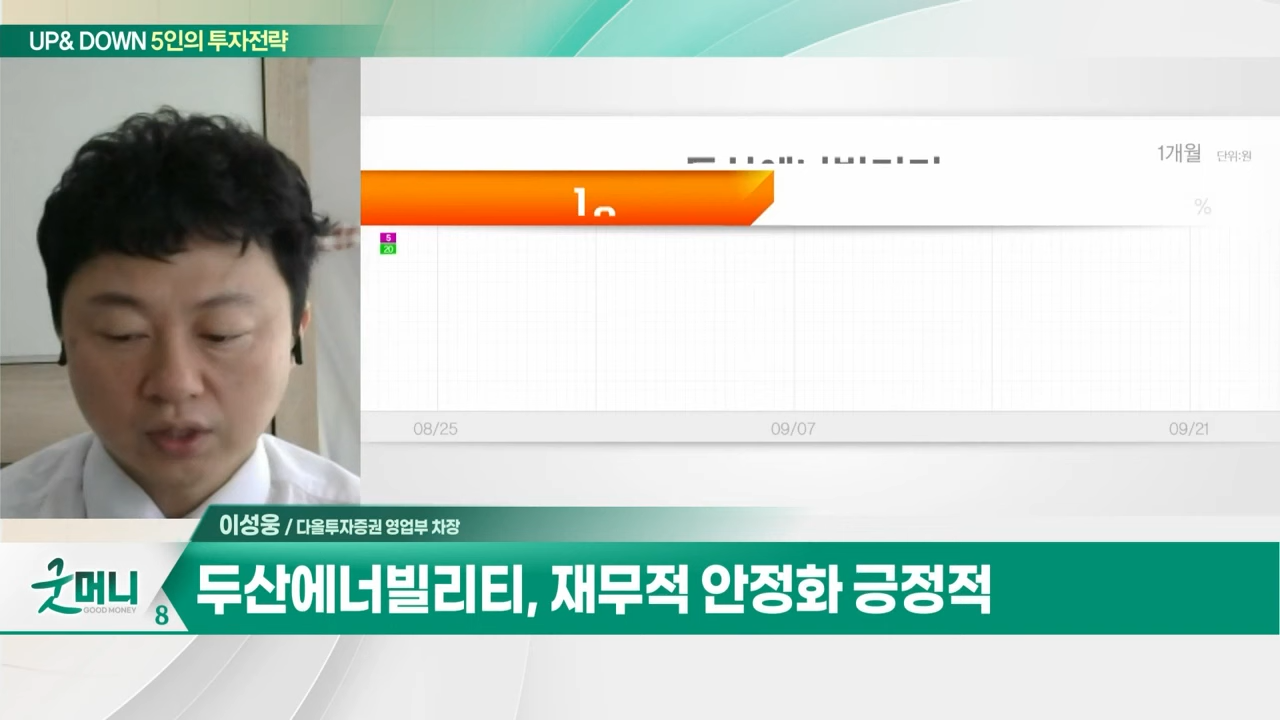 UP& DOWN 5인의 투자전략
1개월 단위:원
%
5
20
08/25 09/07 09/21
이성웅 / 다올투자증권 영업부 차장
굿머니
GOOD MONEY
8
두산에너빌리티, 재무적 안정화 긍정적